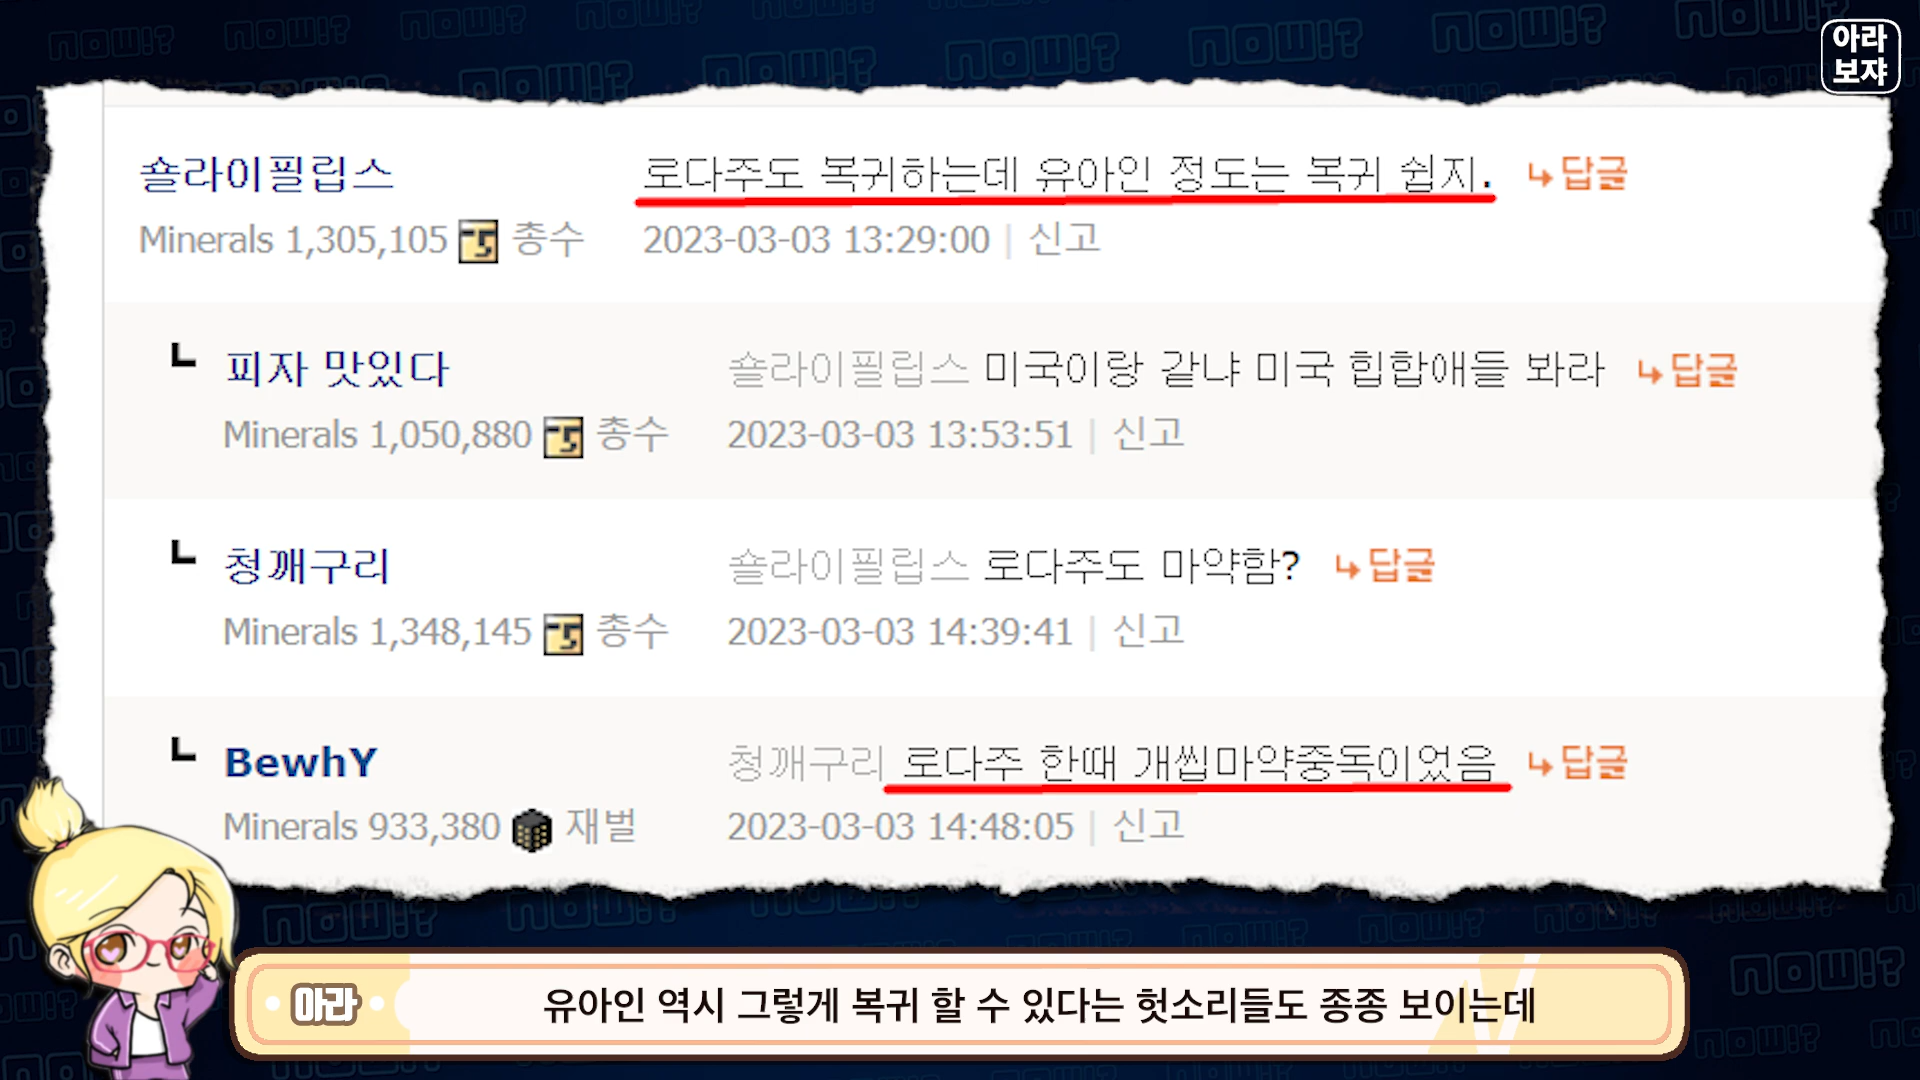 아라
보쟈
숄라이필립스 로다주도 복귀하는데 유아인 정도는 복귀 쉽지. ↳답글
Minerals 1,305,105 총수 2023-03-03 13:29:00 | 신고
┗ 피자 맛있다 숄라이필립스 미국이랑 같냐 미국 힙합애들 봐라 ↳답글
Minerals 1,050,880 총수 2023-03-03 13:53:51 | 신고
┗ 청깨구리 숄라이필립스 로다주도 마약함? ↳답글
Minerals 1,348,145 총수 2023-03-03 14:39:41 | 신고
┗ BewhY 청깨구리 로다주 한때 개씹마약중독이었음 ↳답글
Minerals 933,380 재벌 2023-03-03 14:48:05 | 신고
아라 유아인 역시 그렇게 복귀 할 수 있다는 헛소리들도 종종 보이는데